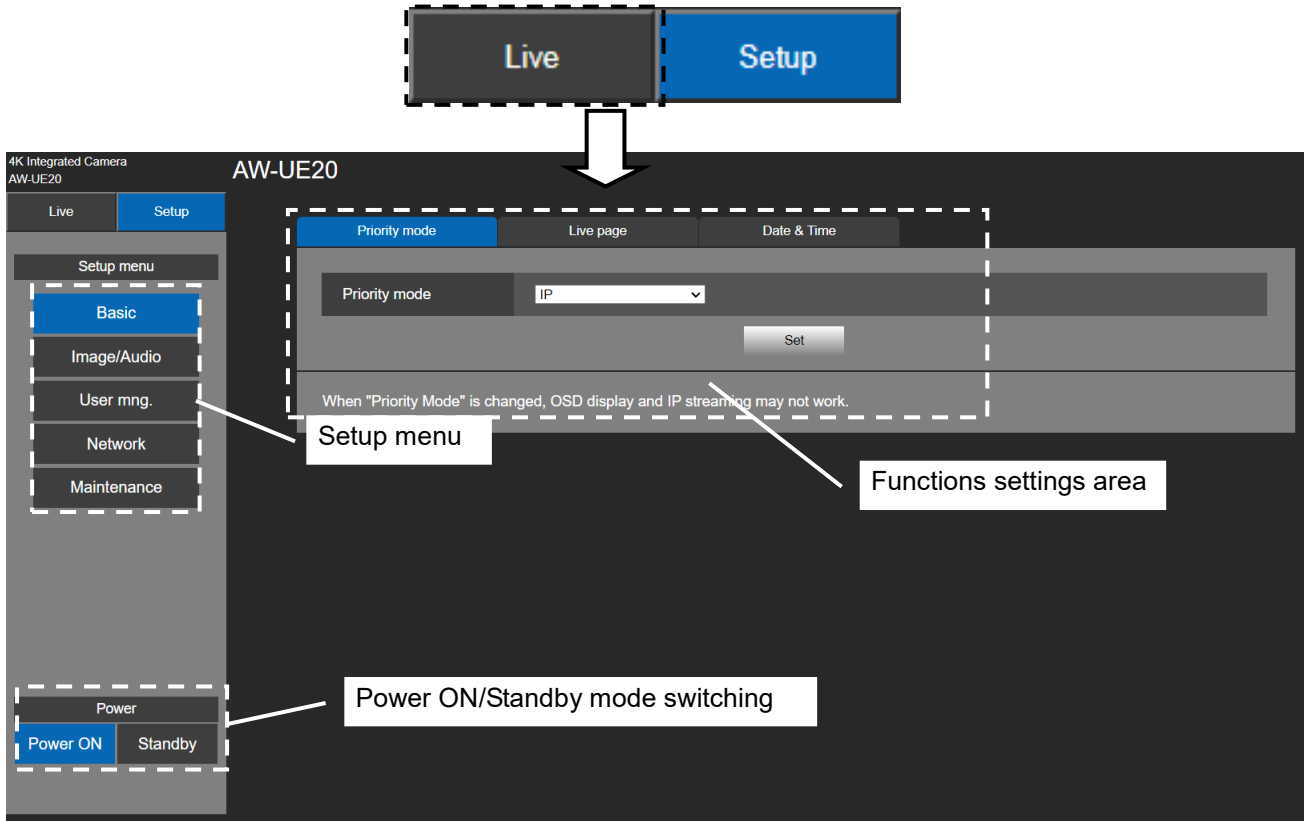 Live Setup
4K Integrated Camera
AW-UE20
AW-UE20
Live Setup
Priority mode Live page Date & Time
Setup menu
Basic
Image/Audio
User mng.
Network
Maintenance
Priority mode IP
Set
When "Priority Mode" is changed, OSD display and IP streaming may not work.
Setup menu
Functions settings area
Power ON/Standby mode switching
Power
Power ON Standby